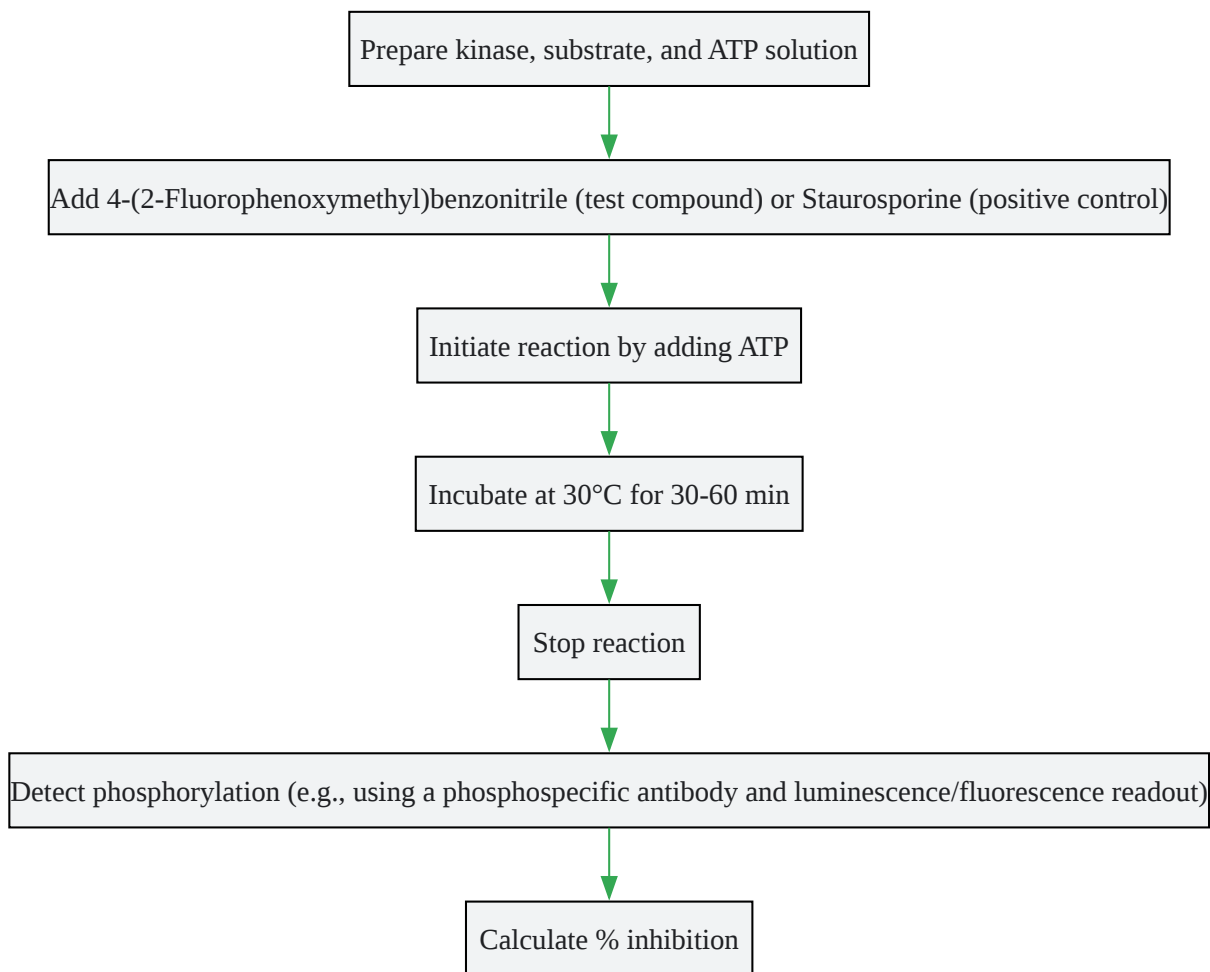 Prepare kinase, substrate, and ATP solution
Add 4-(2-Fluorophenoxymethyl)benzonitrile (test compound) or Staurosporine (positive control)
Initiate reaction by adding ATP
Incubate at 30°C for 30-60 min
Stop reaction
Detect phosphorylation (e.g., using a phosphospecific antibody and luminescence/fluorescence readout)
Calculate % inhibition